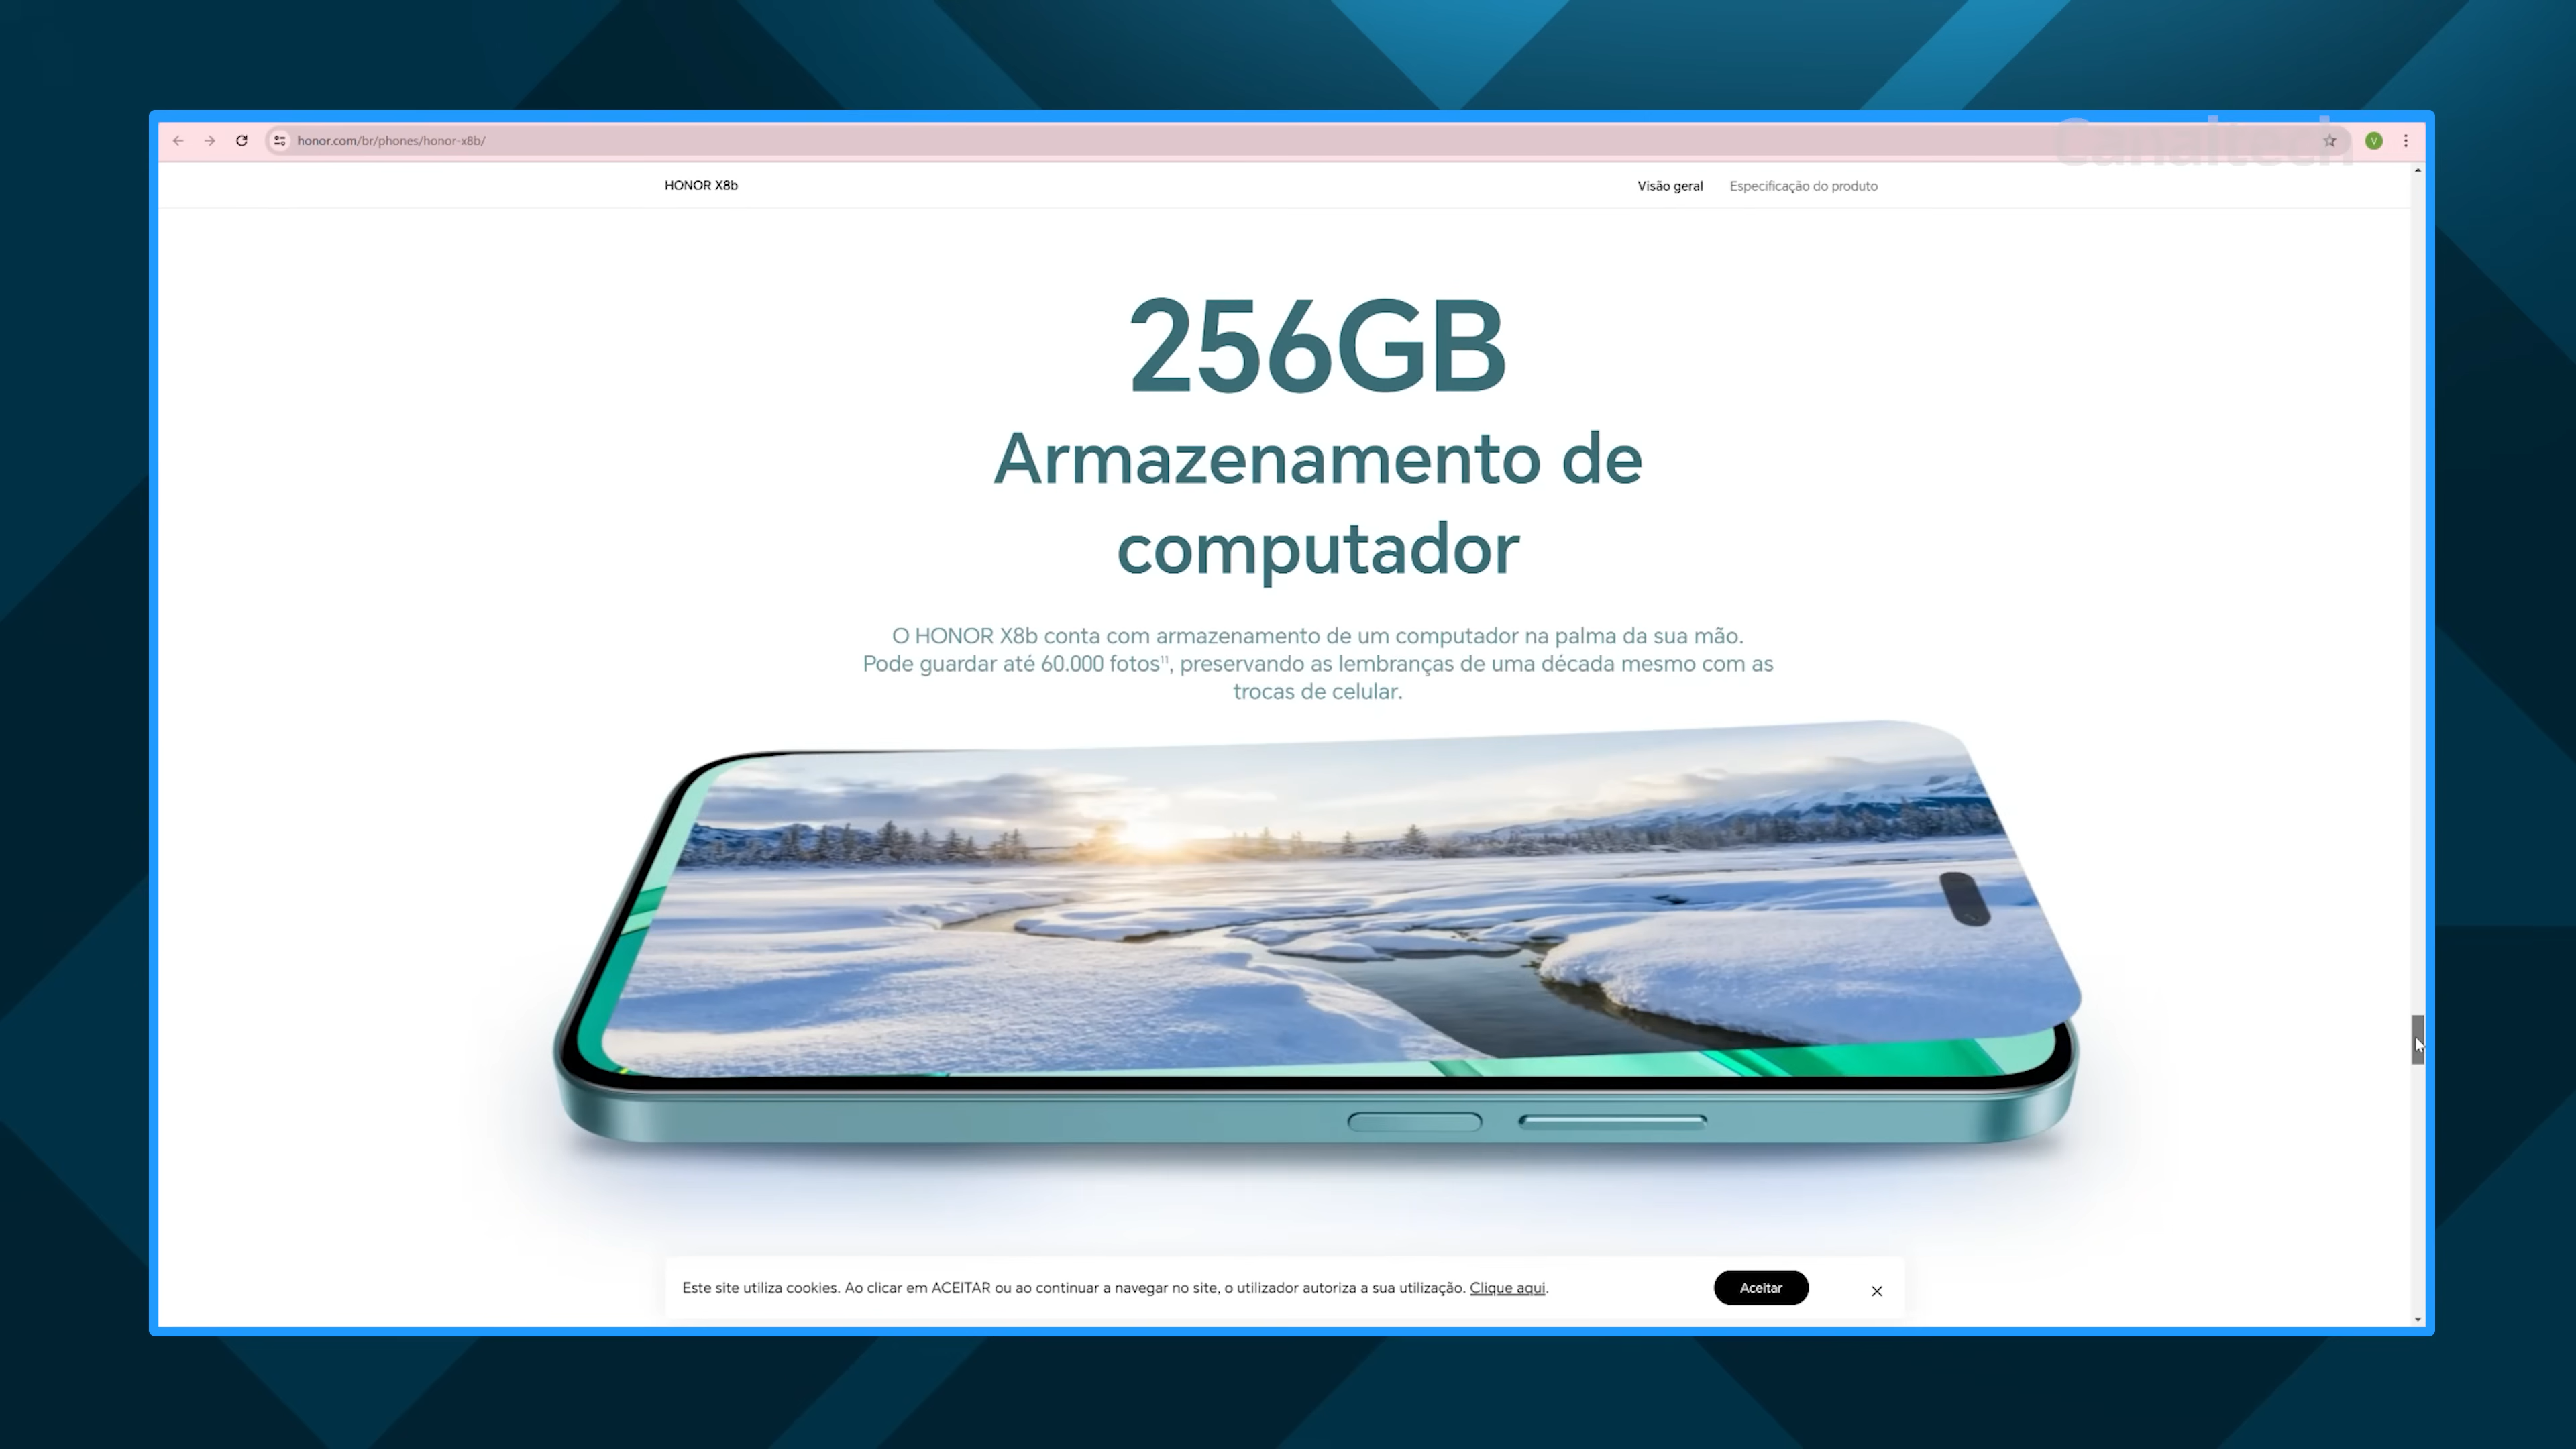 Canaltech
honor.com/br/phones/honor-x8b/
V
HONOR X8b
Visão geral
Especificação do produto
256GB
Armazenamento de
computador
O HONOR X8b conta com armazenamento de um computador na palma da sua mão.
Pode guardar até 60.000 fotos¹¹, preservando as lembranças de uma década mesmo com as
trocas de celular.
Este site utiliza cookies. Ao clicar em ACEITAR ou ao continuar a navegar no site, o utilizador autoriza a sua utilização. Clique aqui.
Aceitar